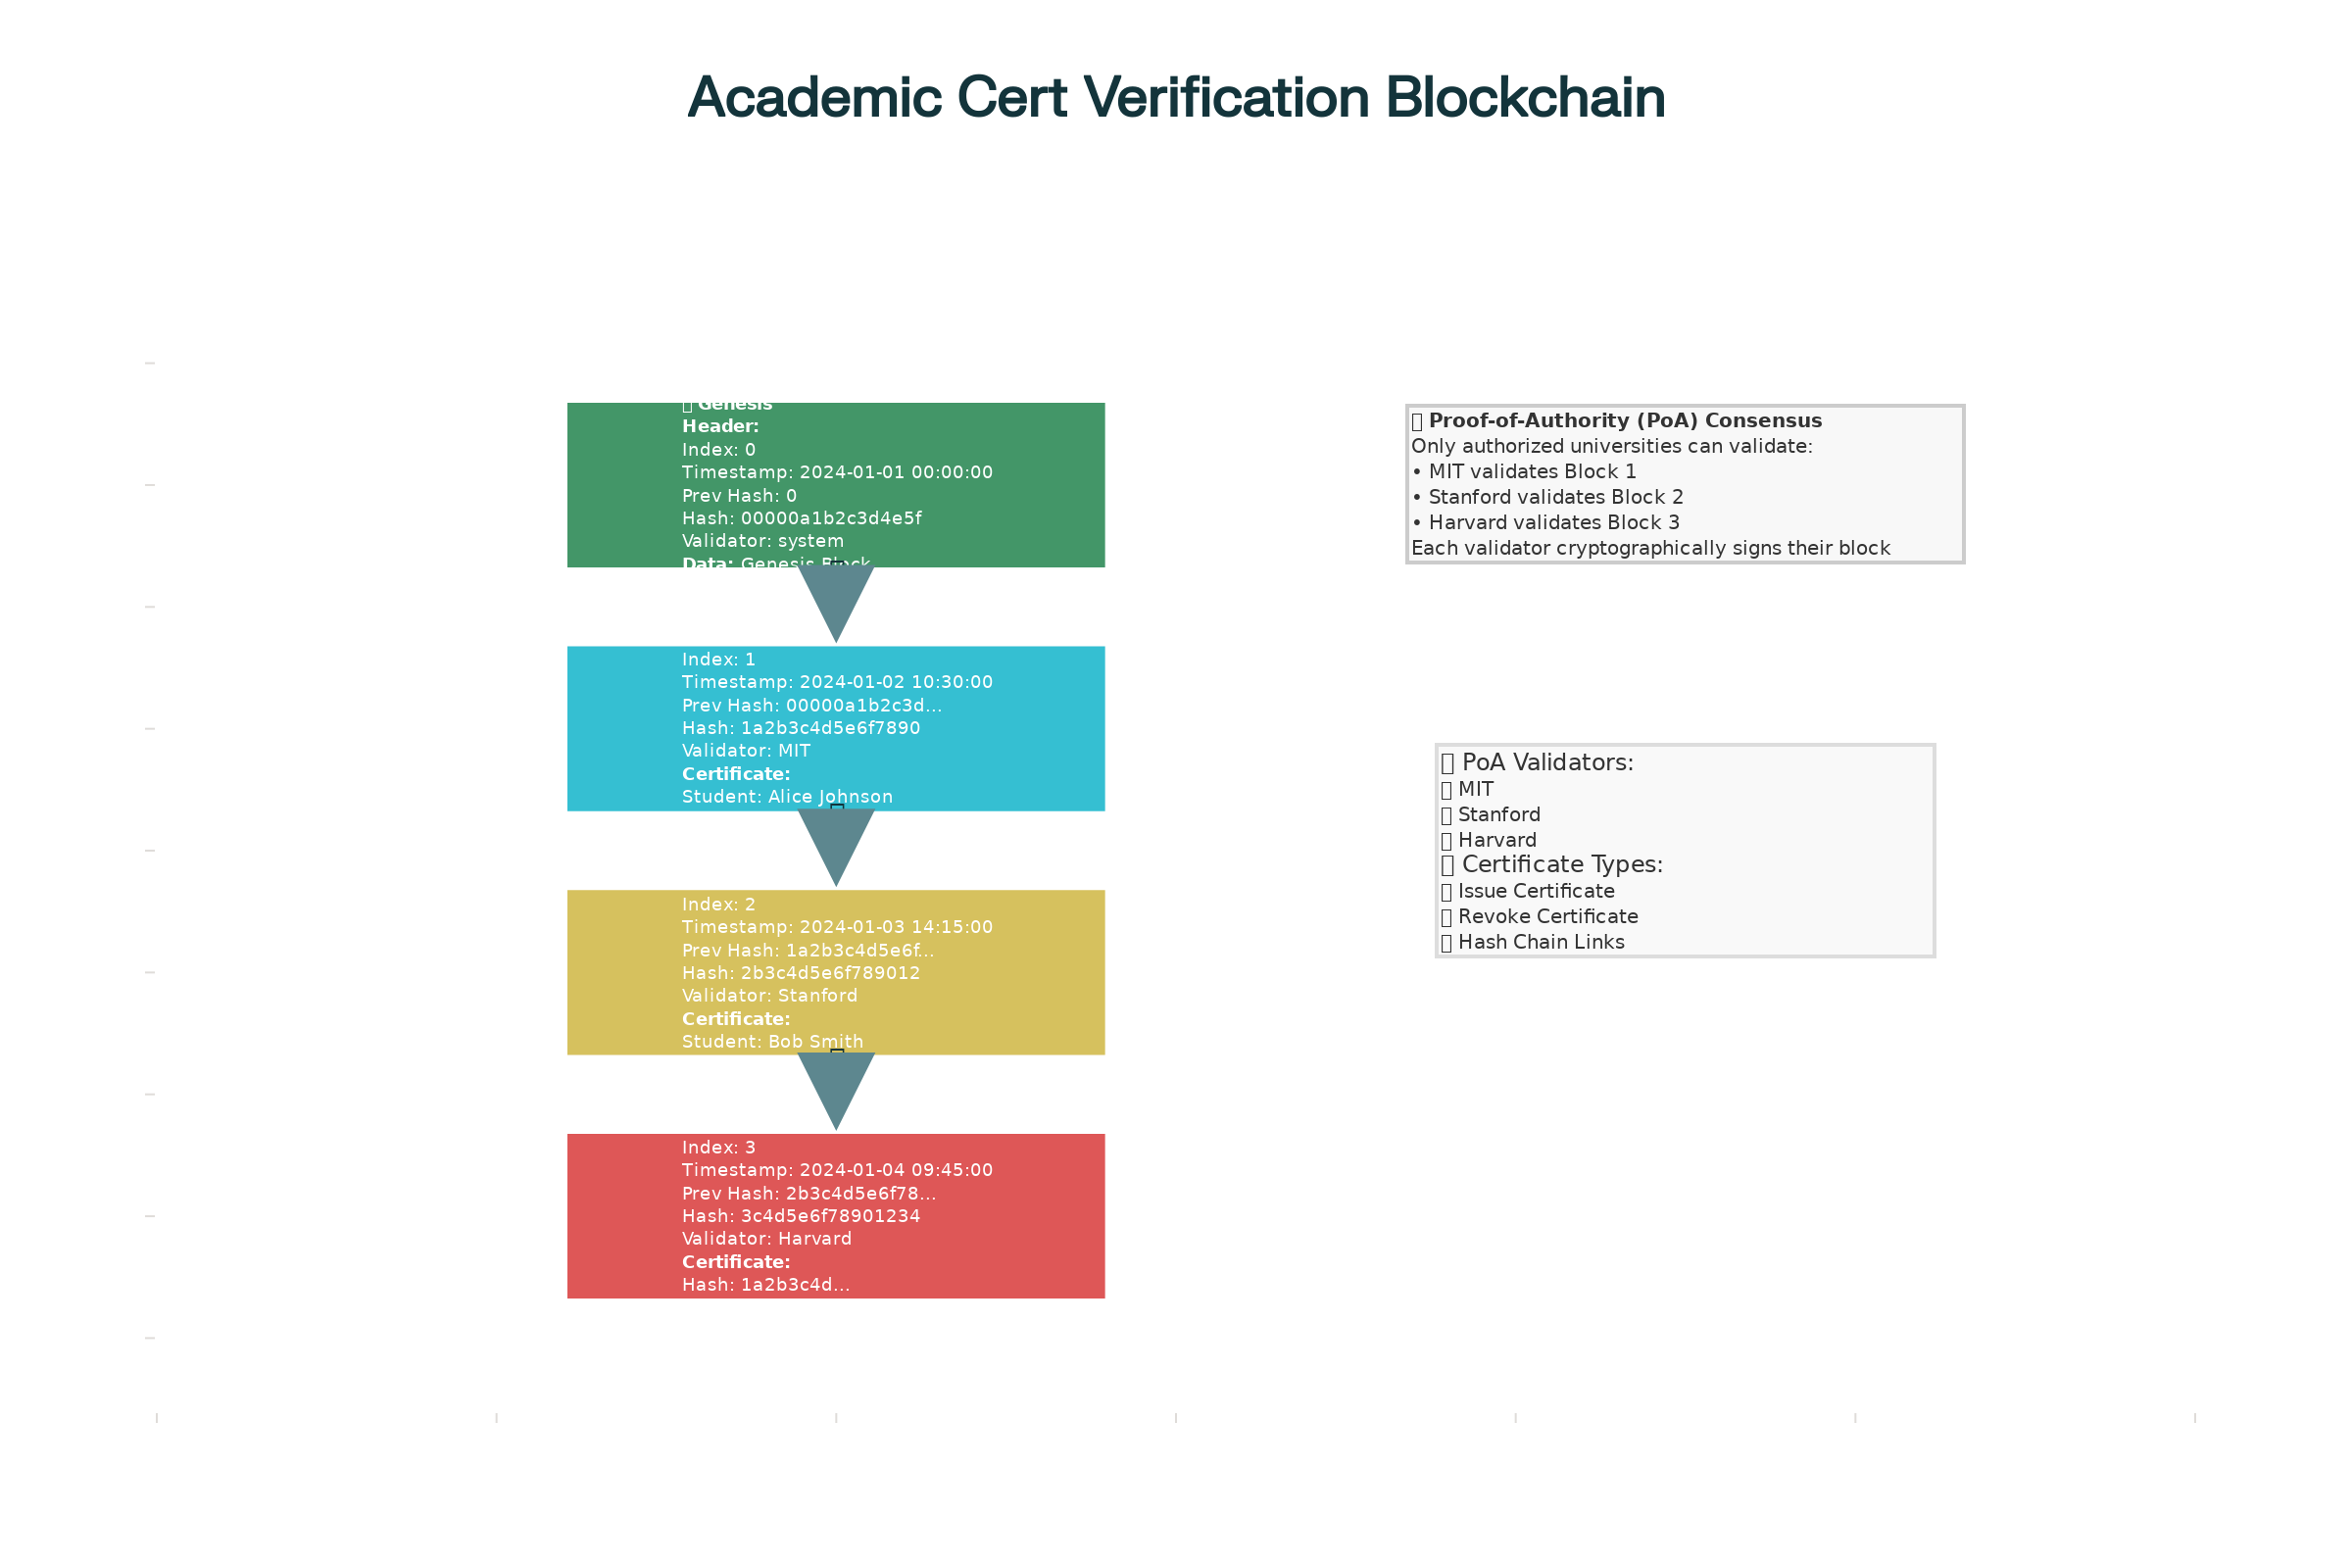 Academic Cert Verification Blockchain
Genesis
Header:
Index: 0
Timestamp: 2024-01-01 00:00:00
Prev Hash: 0
Hash: 00000a1b2c3d4e5f
Validator: system
Data: Genesis Block
Index: 1
Timestamp: 2024-01-02 10:30:00
Prev Hash: 00000a1b2c3d...
Hash: 1a2b3c4d5e6f7890
Validator: MIT
Certificate:
Student: Alice Johnson
Index: 2
Timestamp: 2024-01-03 14:15:00
Prev Hash: 1a2b3c4d5e6f...
Hash: 2b3c4d5e6f789012
Validator: Stanford
Certificate:
Student: Bob Smith
Index: 3
Timestamp: 2024-01-04 09:45:00
Prev Hash: 2b3c4d5e6f78...
Hash: 3c4d5e6f78901234
Validator: Harvard
Certificate:
Hash: 1a2b3c4d...
Proof-of-Authority (PoA) Consensus
Only authorized universities can validate:
• MIT validates Block 1
• Stanford validates Block 2
• Harvard validates Block 3
Each validator cryptographically signs their block
PoA Validators:
MIT
Stanford
Harvard
Certificate Types:
Issue Certificate
Revoke Certificate
Hash Chain Links